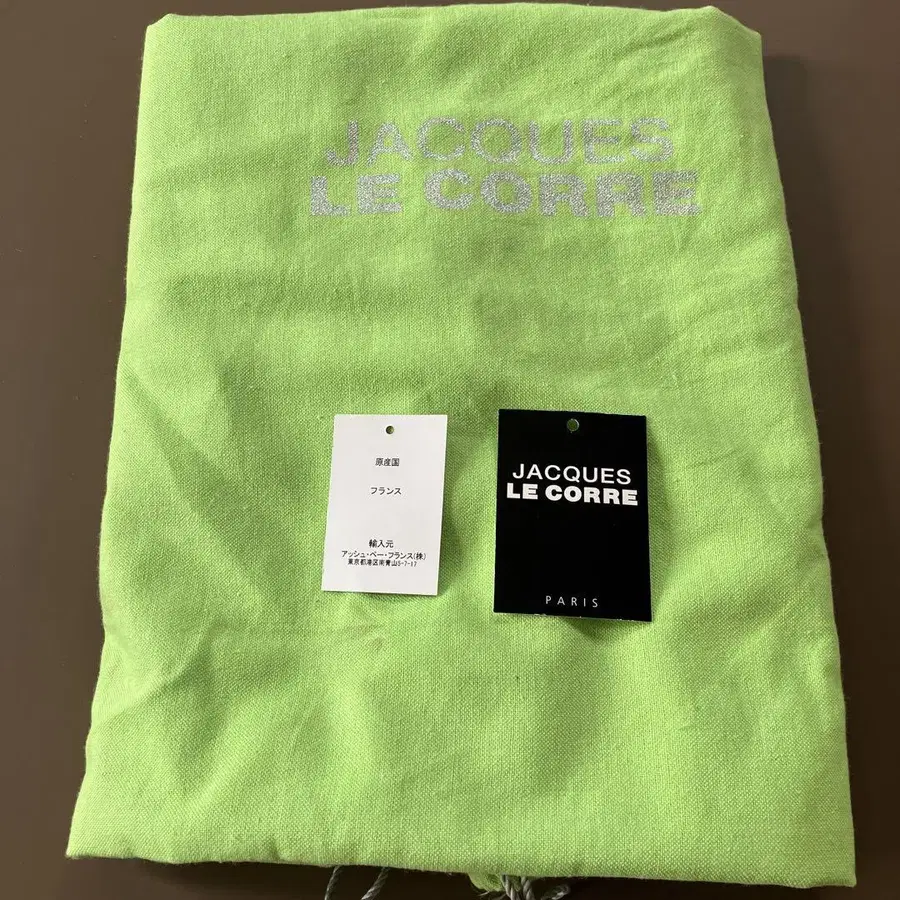 JACQUES
LE CORRE
原産国
フランス
輸入元
アッシュ・ペー・フランス(株)
東京都港区南青山5-7-17
JACQUES
LE CORRE
PARIS